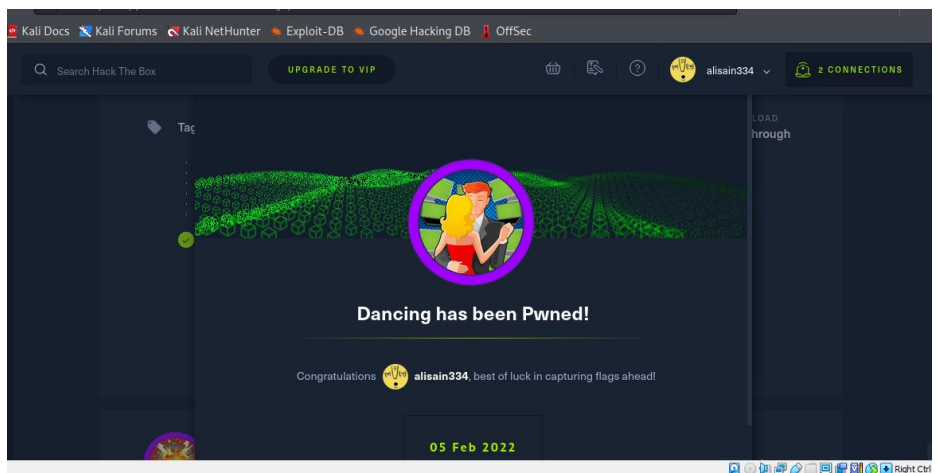 Kali Docs Kali Forums Kali NetHunter Exploit-DB Google Hacking DB OffSec
Search Hack The Box UPGRADE TO VIP alisain334 2 CONNECTIONS
Tag
LOAD
hrough
Dancing has been Pwned!
Congratulations alisain334, best of luck in capturing flags ahead!
05 Feb 2022
Right Ctrl